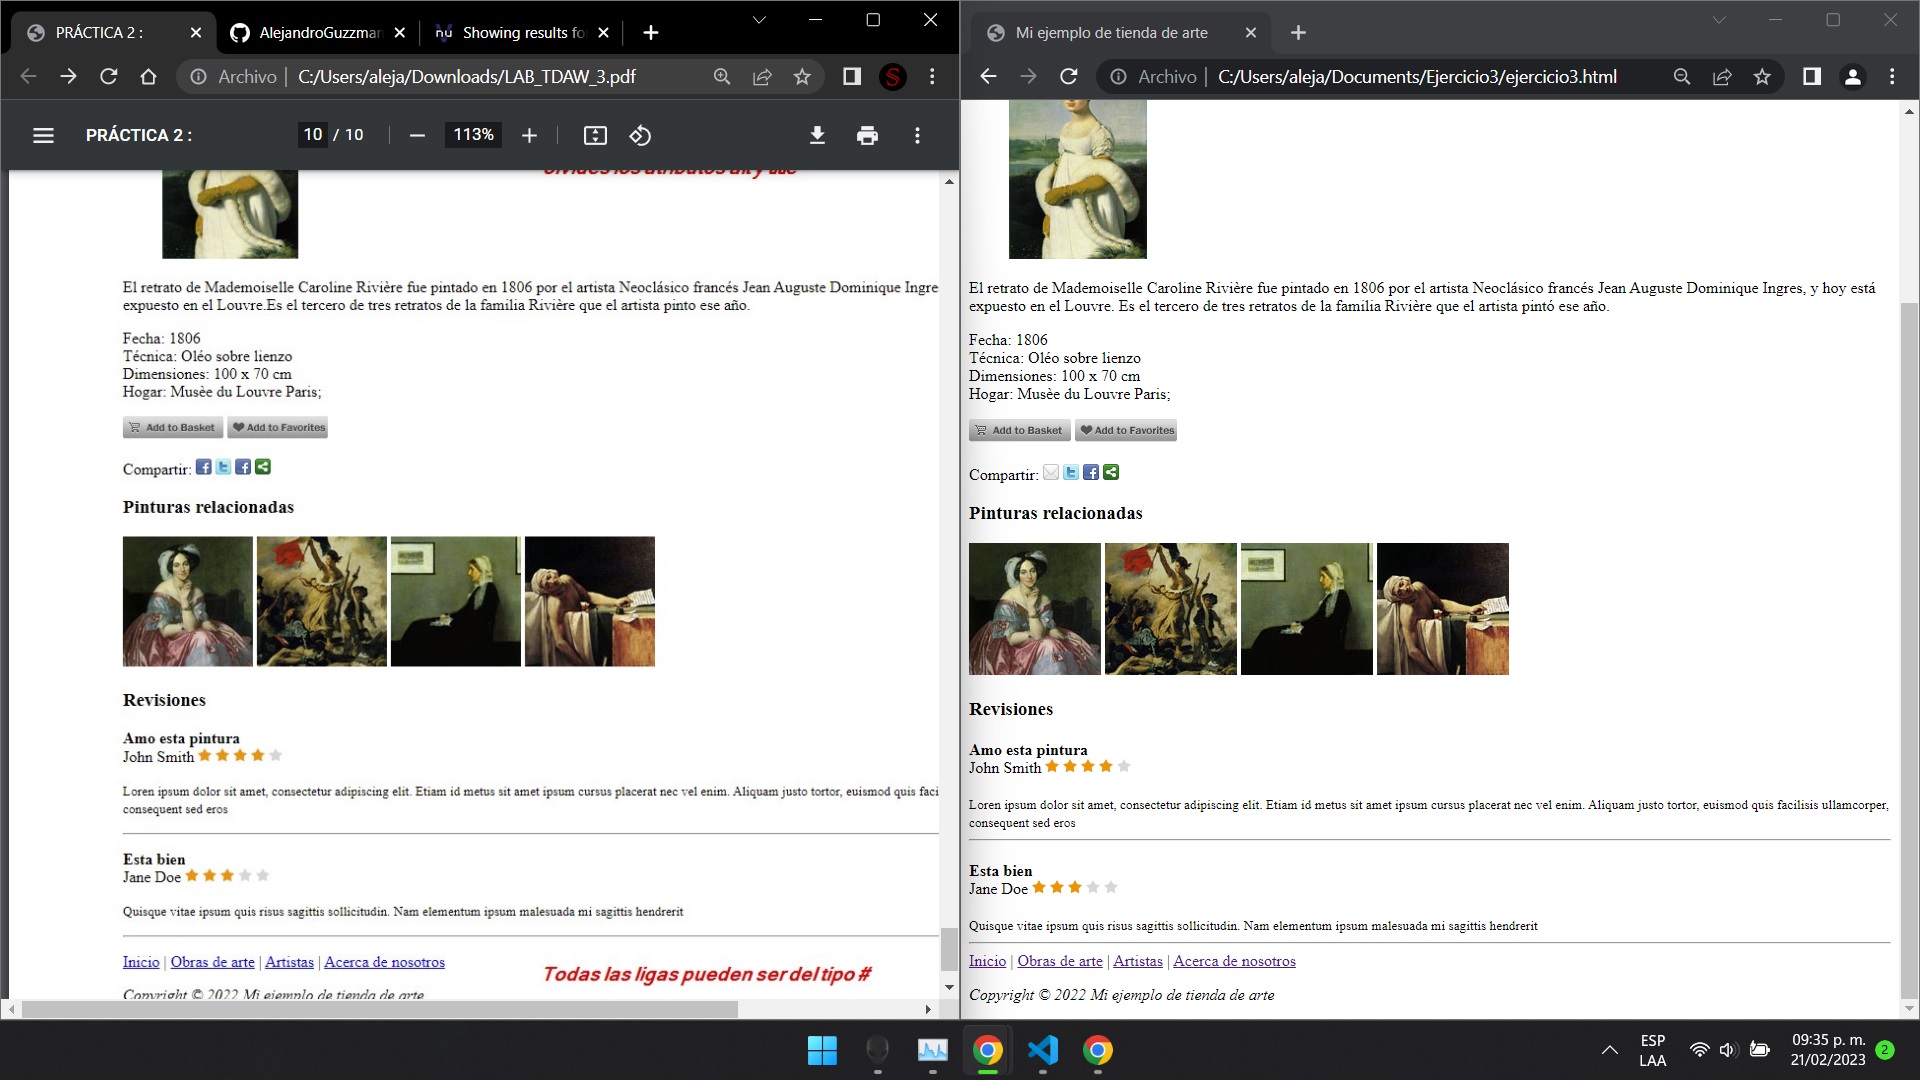 PRÁCTICA 2 :
AlejandroGuzzman
Showing results fo
Archivo | C:/Users/aleja/Downloads/LAB_TDAW_3.pdf
PRÁCTICA 2 :
10 / 10
113%
El retrato de Mademoiselle Caroline Rivière fue pintado en 1806 por el artista Neoclásico francés Jean Auguste Dominique Ingre
expuesto en el Louvre.Es el tercero de tres retratos de la familia Rivière que el artista pinto ese año.
Fecha: 1806
Técnica: Oléo sobre lienzo
Dimensiones: 100 x 70 cm
Hogar: Musèe du Louvre Paris;
Add to Basket Add to Favorites
Compartir:
Pinturas relacionadas
Revisiones
Amo esta pintura
John Smith
Loren ipsum dolor sit amet, consectetur adipiscing elit. Etiam id metus sit amet ipsum cursus placerat nec vel enim. Aliquam justo tortor, euismod quis faci
consequent sed eros
Esta bien
Jane Doe
Quisque vitae ipsum quis risus sagittis sollicitudin. Nam elementum ipsum malesuada mi sagittis hendrerit
Inicio | Obras de arte | Artistas | Acerca de nosotros
Todas las ligas pueden ser del tipo #
Copyright © 2022 Mi ejemplo de tienda de arte
Mi ejemplo de tienda de arte
Archivo | C:/Users/aleja/Documents/Ejercicio3/ejercicio3.html
El retrato de Mademoiselle Caroline Rivière fue pintado en 1806 por el artista Neoclásico francés Jean Auguste Dominique Ingres, y hoy está
expuesto en el Louvre. Es el tercero de tres retratos de la familia Rivière que el artista pintó ese año.
Fecha: 1806
Técnica: Oléo sobre lienzo
Dimensiones: 100 x 70 cm
Hogar: Musèe du Louvre Paris;
Add to Basket Add to Favorites
Compartir:
Pinturas relacionadas
Revisiones
Amo esta pintura
John Smith
Loren ipsum dolor sit amet, consectetur adipiscing elit. Etiam id metus sit amet ipsum cursus placerat nec vel enim. Aliquam justo tortor, euismod quis facilisis ullamcorper,
consequent sed eros
Esta bien
Jane Doe
Quisque vitae ipsum quis risus sagittis sollicitudin. Nam elementum ipsum malesuada mi sagittis hendrerit
Inicio | Obras de arte | Artistas | Acerca de nosotros
Copyright © 2022 Mi ejemplo de tienda de arte
ESP
LAA
09:35 p. m.
21/02/2023
2